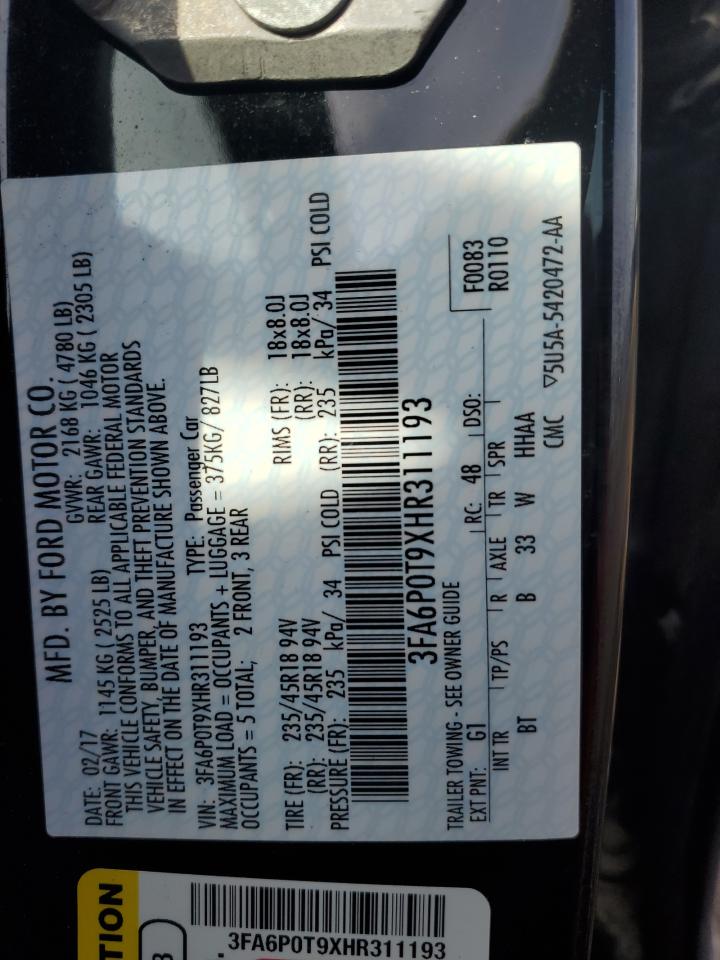 MFD. BY FORD MOTOR CO.
DATE: 02/17 GVWR: 2168 KG ( 4780 LB)
FRONT GAWR: 1145 KG ( 2525 LB) REAR GAWR: 1046 KG ( 2305 LB)
THIS VEHICLE CONFORMS TO ALL APPLICABLE FEDERAL MOTOR
VEHICLE SAFETY, BUMPER, AND THEFT PREVENTION STANDARDS
IN EFFECT ON THE DATE OF MANUFACTURE SHOWN ABOVE.
VIN: 3FA6P0T9XHR311193 TYPE: Passenger Car
MAXIMUM LOAD = OCCUPANTS + LUGGAGE = 375KG/ 827LB
OCCUPANTS = 5 TOTAL; 2 FRONT, 3 REAR
TIRE (FR): 235/45R18 94V RIMS (FR): 18x8.0J
(RR): 235/45R18 94V (RR): 18x8.0J
PRESSURE (FR): 235 kPa/ 34 PSI COLD (RR): 235 kPa/ 34 PSI COLD
3FA6P0T9XHR311193
TRAILER TOWING - SEE OWNER GUIDE F0083
EXT PNT: G1 RC: 48 DSO: R0110
INT TR TP/PS R AXLE TR SPR
BT B 33 W HHAA
CMC ▽5U5A-5420472-AA
TION
3FA6P0T9XHR311193